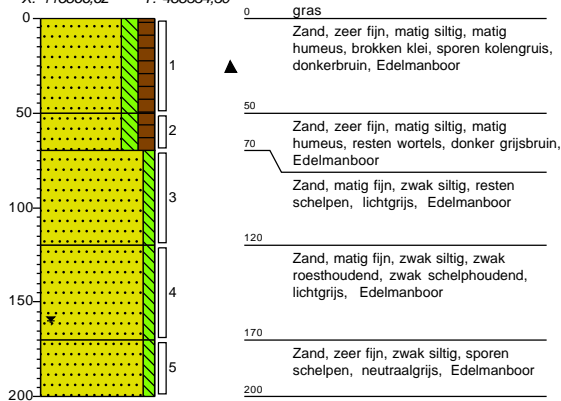 0
50
100
150
200
1
2
3
4
5
0
gras
Zand, zeer fijn, matig siltig, matig
humeus, brokken klei, sporen kolengruis,
donkerbruin, Edelmanboor
50
Zand, zeer fijn, matig siltig, matig
humeus, resten wortels, donker grijsbruin,
Edelmanboor
70
Zand, matig fijn, zwak siltig, resten
schelpen, lichtgrijs, Edelmanboor
120
Zand, matig fijn, zwak siltig, zwak
roesthoudend, zwak schelphoudend,
lichtgrijs, Edelmanboor
170
Zand, zeer fijn, zwak siltig, sporen
schelpen, neutraalgrijs, Edelmanboor
200